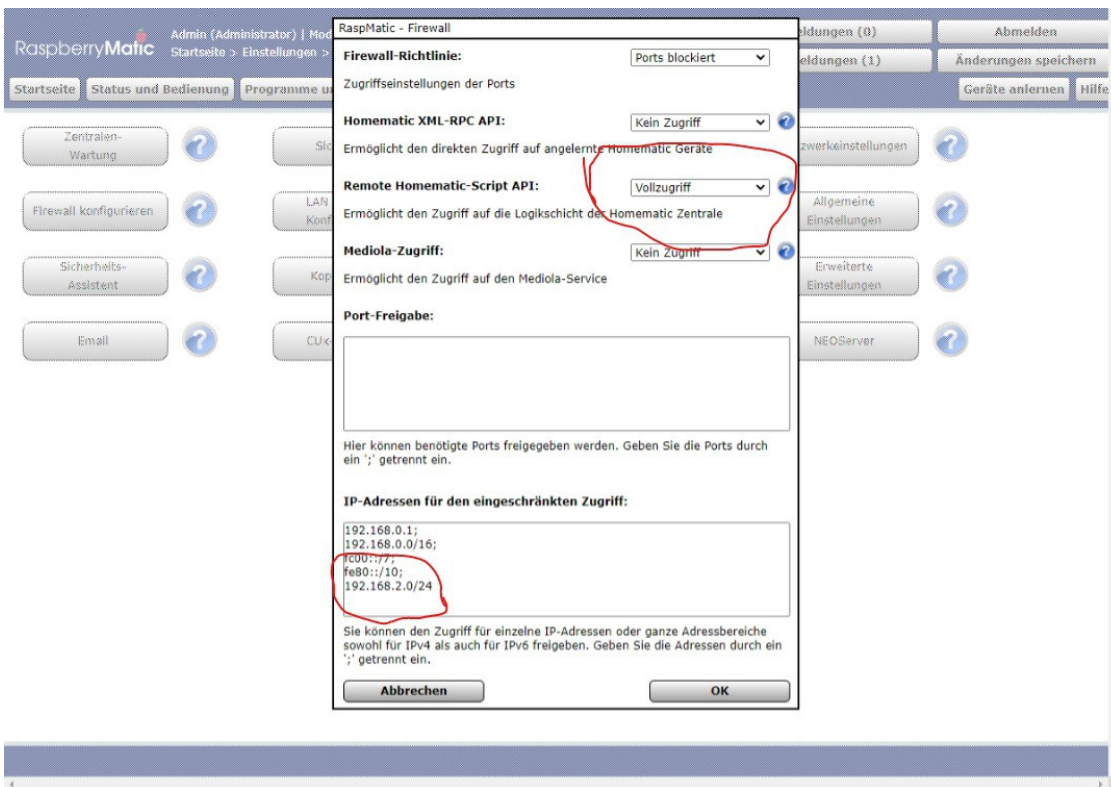 RaspberryMatic
Admin (Administrator) | Mod
Startseite > Einstellungen >
eldungen (0)
eldungen (1)
Abmelden
Änderungen speichern
Startseite
Status und Bedienung
Programme u
Geräte anlernen
Hilfe
Zentralen-
Wartung
Sic
zwerkeinstellungen
Firewall konfigurieren
LAN
Konf
Allgemeine
Einstellungen
Sicherheits-
Assistent
Kop
Erweiterte
Einstellungen
Email
CUx
NEOServer
RaspMatic - Firewall
Firewall-Richtlinie:
Ports blockiert
Zugriffseinstellungen der Ports
Homematic XML-RPC API:
Kein Zugriff
Ermöglicht den direkten Zugriff auf angelernte Homematic Geräte
Remote Homematic-Script API:
Vollzugriff
Ermöglicht den Zugriff auf die Logikschicht der Homematic Zentrale
Mediola-Zugriff:
Kein Zugriff
Ermöglicht den Zugriff auf den Mediola-Service
Port-Freigabe:
Hier können benötigte Ports freigegeben werden. Geben Sie die Ports durch
ein ';' getrennt ein.
IP-Adressen für den eingeschränkten Zugriff:
192.168.0.1;
192.168.0.0/16;
fc00::/7;
fe80::/10;
192.168.2.0/24
Sie können den Zugriff für einzelne IP-Adressen oder ganze Adressbereiche
sowohl für IPv4 als auch für IPv6 freigeben. Geben Sie die Adressen durch ein
';' getrennt ein.
Abbrechen
OK